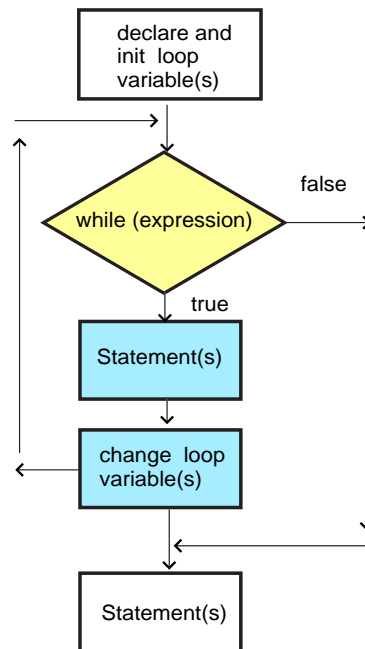 declare and
init loop
variable(s)
false
while (expression)
true
Statement(s)
change loop
variable(s)
Statement(s)